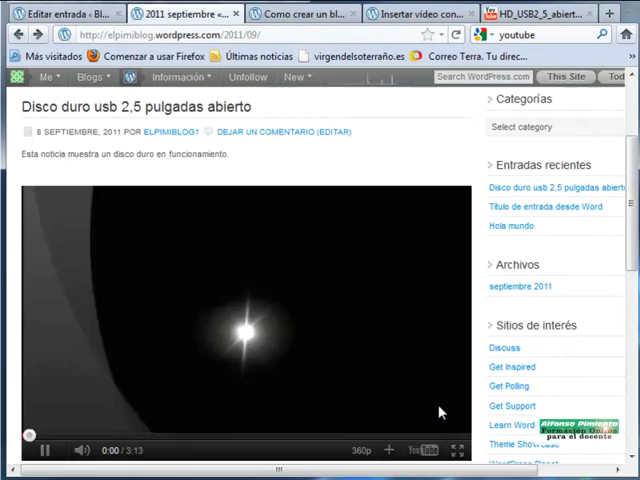 Editar entrada ‹ Bl...
2011 septiembre «...
Como crear un bl...
Insertar vídeo con...
HD_USB2_5_abiert...
http://elpimiblog.wordpress.com/2011/09/
youtube
Más visitados
Comenzar a usar Firefox
Últimas noticias
virgendelsoterraño.es
Correo Terra. Tu direc...
Me
Blogs
Información
Unfollow
New
Search WordPress.com
This Site
Disco duro usb 2,5 pulgadas abierto
8 SEPTIEMBRE, 2011 POR ELPIMIBLOG1
DEJAR UN COMENTARIO (EDITAR)
Esta noticia muestra un disco duro en funcionamiento.
0:00 / 3:13
360p
YouTube
Categorías
Select category
Entradas recientes
Disco duro usb 2,5 pulgadas abierto
Título de entrada desde Word
Hola mundo.
Archivos
septiembre 2011
Sitios de interés
Discuss
Get Inspired
Get Polling
Get Support
Learn Word
Theme Showcase
Alfonso Pimiento
Formación Online
para el docente